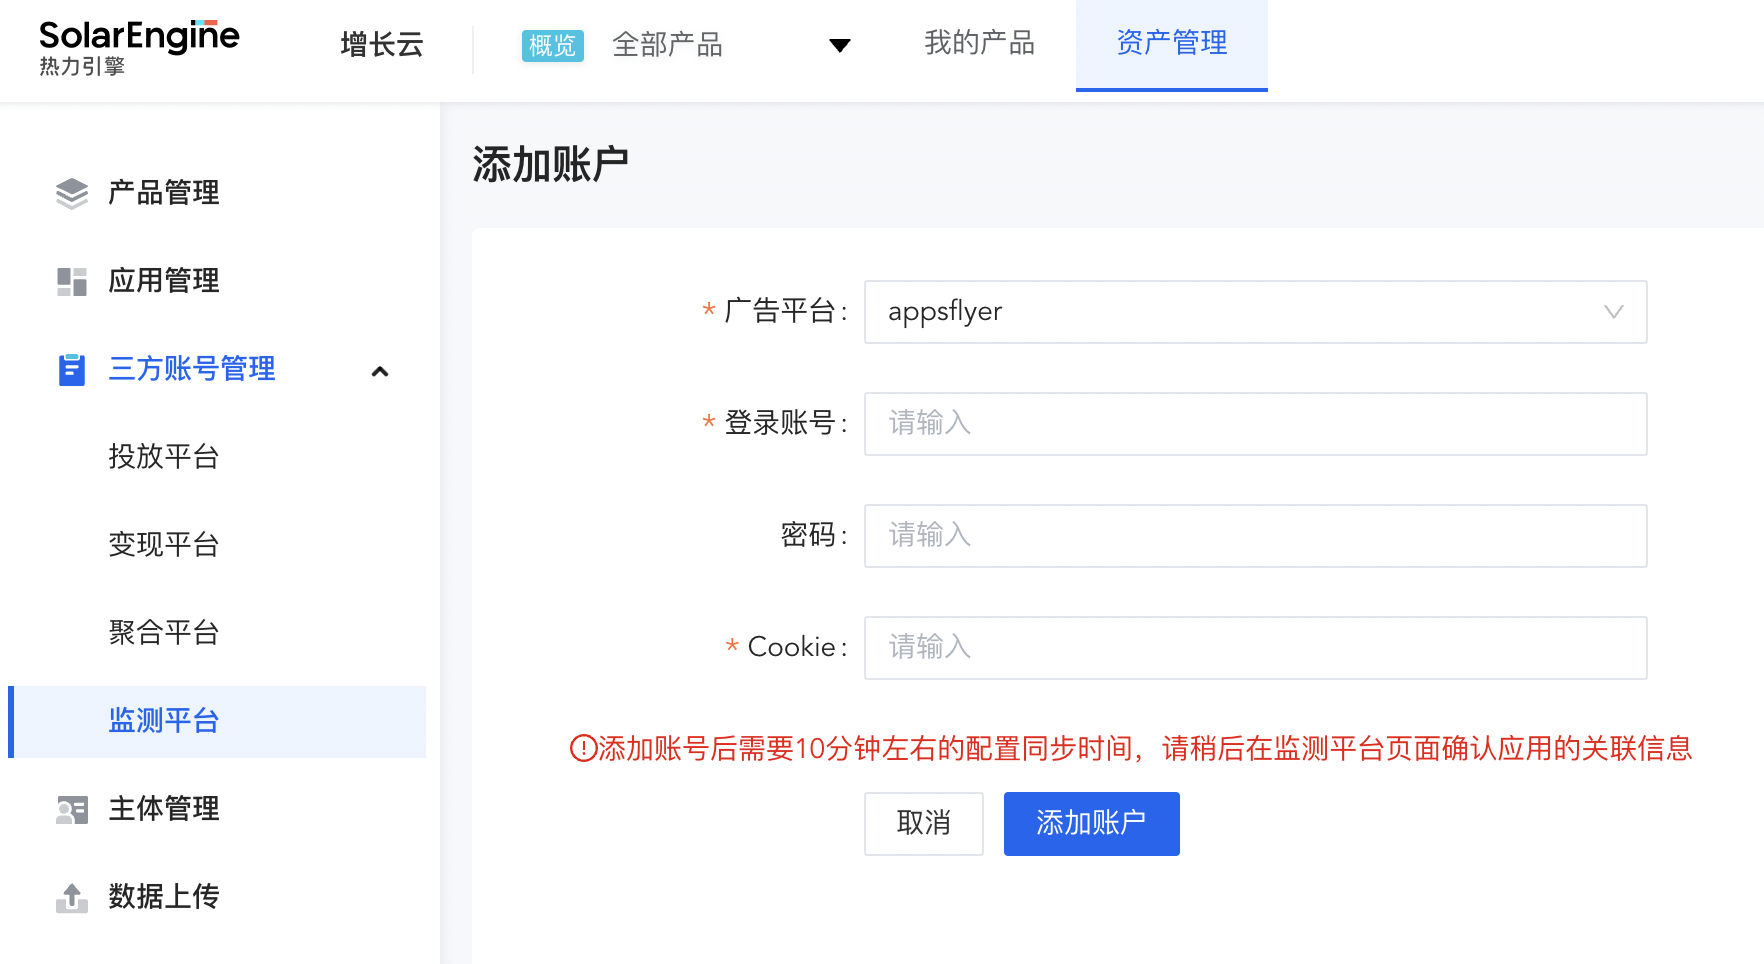 SolarEngine
热力引擎
增长云
概览 全部产品
我的产品
资产管理
产品管理
应用管理
三方账号管理
投放平台
变现平台
聚合平台
监测平台
主体管理
数据上传
添加账户
* 广告平台: appsflyer
* 登录账号: 请输入
密码: 请输入
* Cookie: 请输入
添加账号后需要10分钟左右的配置同步时间，请稍后在监测平台页面确认应用的关联信息
取消 添加账户